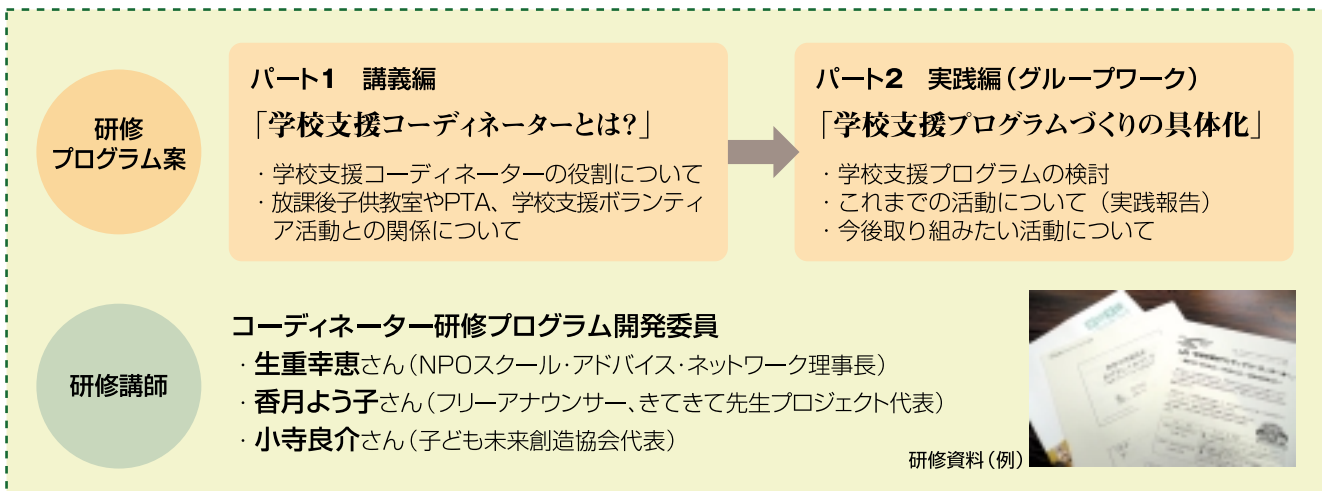 研修
プログラム案
パート1 講義編
「学校支援コーディネーターとは?」
・学校支援コーディネーターの役割について
・放課後子供教室やPTA、学校支援ボランティ
ア活動との関係について
パート2 実践編(グループワーク)
「学校支援プログラムづくりの具体化」
・学校支援プログラムの検討
・これまでの活動について(実践報告)
・今後取り組みたい活動について
研修講師
コーディネーター研修プログラム開発委員
・生重幸恵さん(NPOスクール・アドバイス・ネットワーク理事長)
・香月よう子さん(フリーアナウンサー、きてきて先生プロジェクト代表)
・小寺良介さん(子ども未来創造協会代表)
研修資料(例)